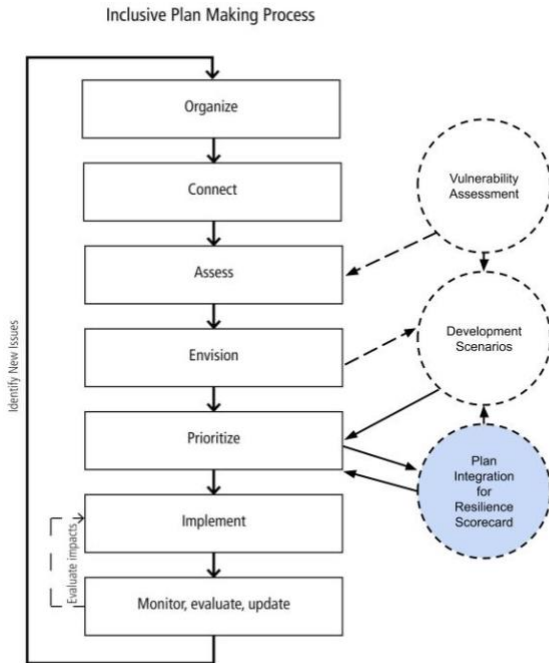 Inclusive Plan Making Process
Organize
Connect
Vulnerability
Assessment
Assess
Envision
Development
Scenarios
Identify New Issues
Prioritize
Plan
Integration
for
Resilience
Scorecard
Implement
Evaluate impacts
Monitor, evaluate, update